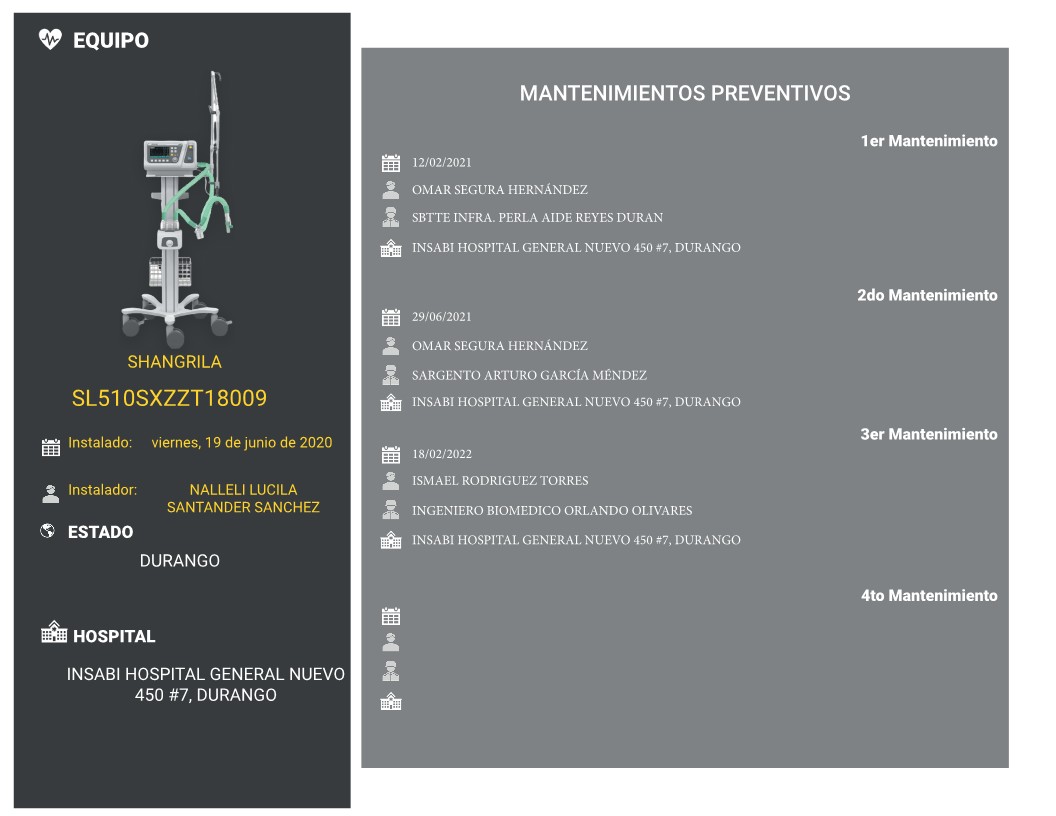 EQUIPO
SHANGRILA
SL510SXZZT18009
Instalado: viernes, 19 de junio de 2020
Instalador: NALLELI LUCILA
SANTANDER SANCHEZ
ESTADO
DURANGO
HOSPITAL
INSABI HOSPITAL GENERAL NUEVO
450 #7, DURANGO
MANTENIMIENTOS PREVENTIVOS
1er Mantenimiento
12/02/2021
OMAR SEGURA HERNÁNDEZ
SBTTE INFRA. PERLA AIDE REYES DURAN
INSABI HOSPITAL GENERAL NUEVO 450 #7, DURANGO
2do Mantenimiento
29/06/2021
OMAR SEGURA HERNÁNDEZ
SARGENTO ARTURO GARCÍA MÉNDEZ
INSABI HOSPITAL GENERAL NUEVO 450 #7, DURANGO
3er Mantenimiento
18/02/2022
ISMAEL RODRIGUEZ TORRES
INGENIERO BIOMEDICO ORLANDO OLIVARES
INSABI HOSPITAL GENERAL NUEVO 450 #7, DURANGO
4to Mantenimiento